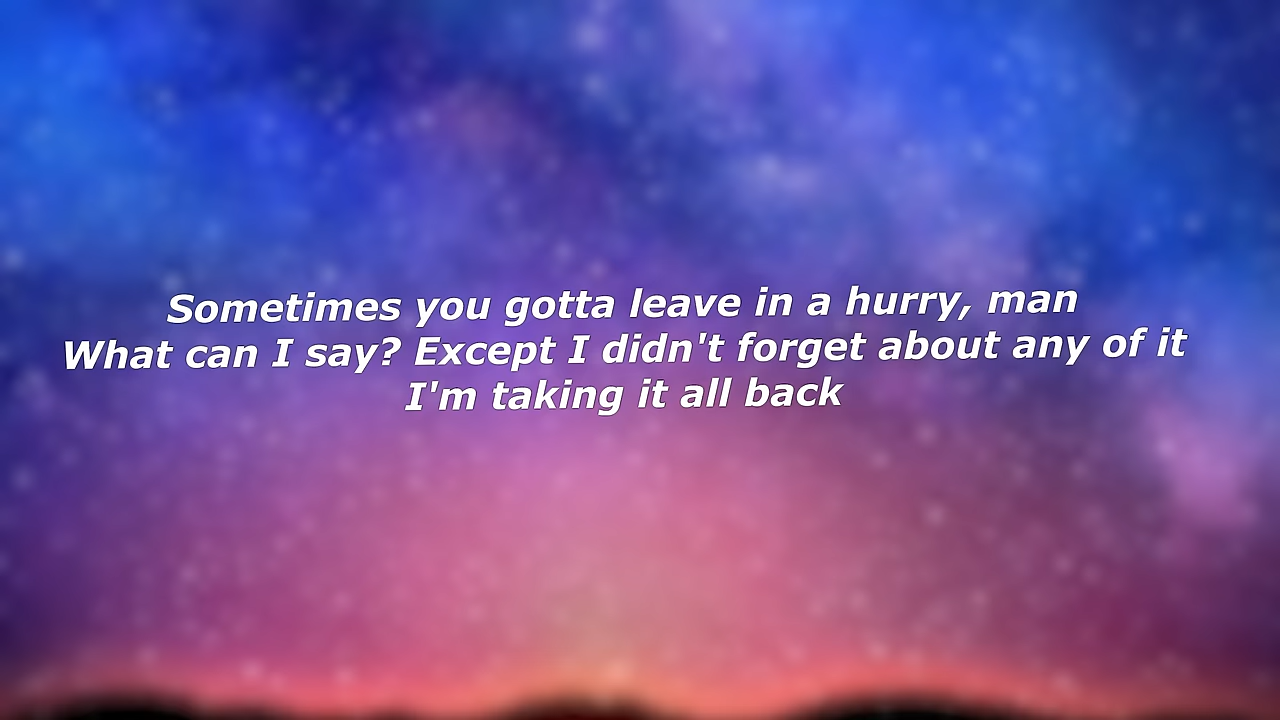 Sometimes you gotta leave in a hurry, man
What can I say? Except I didn't forget about any of it
I'm taking it all back